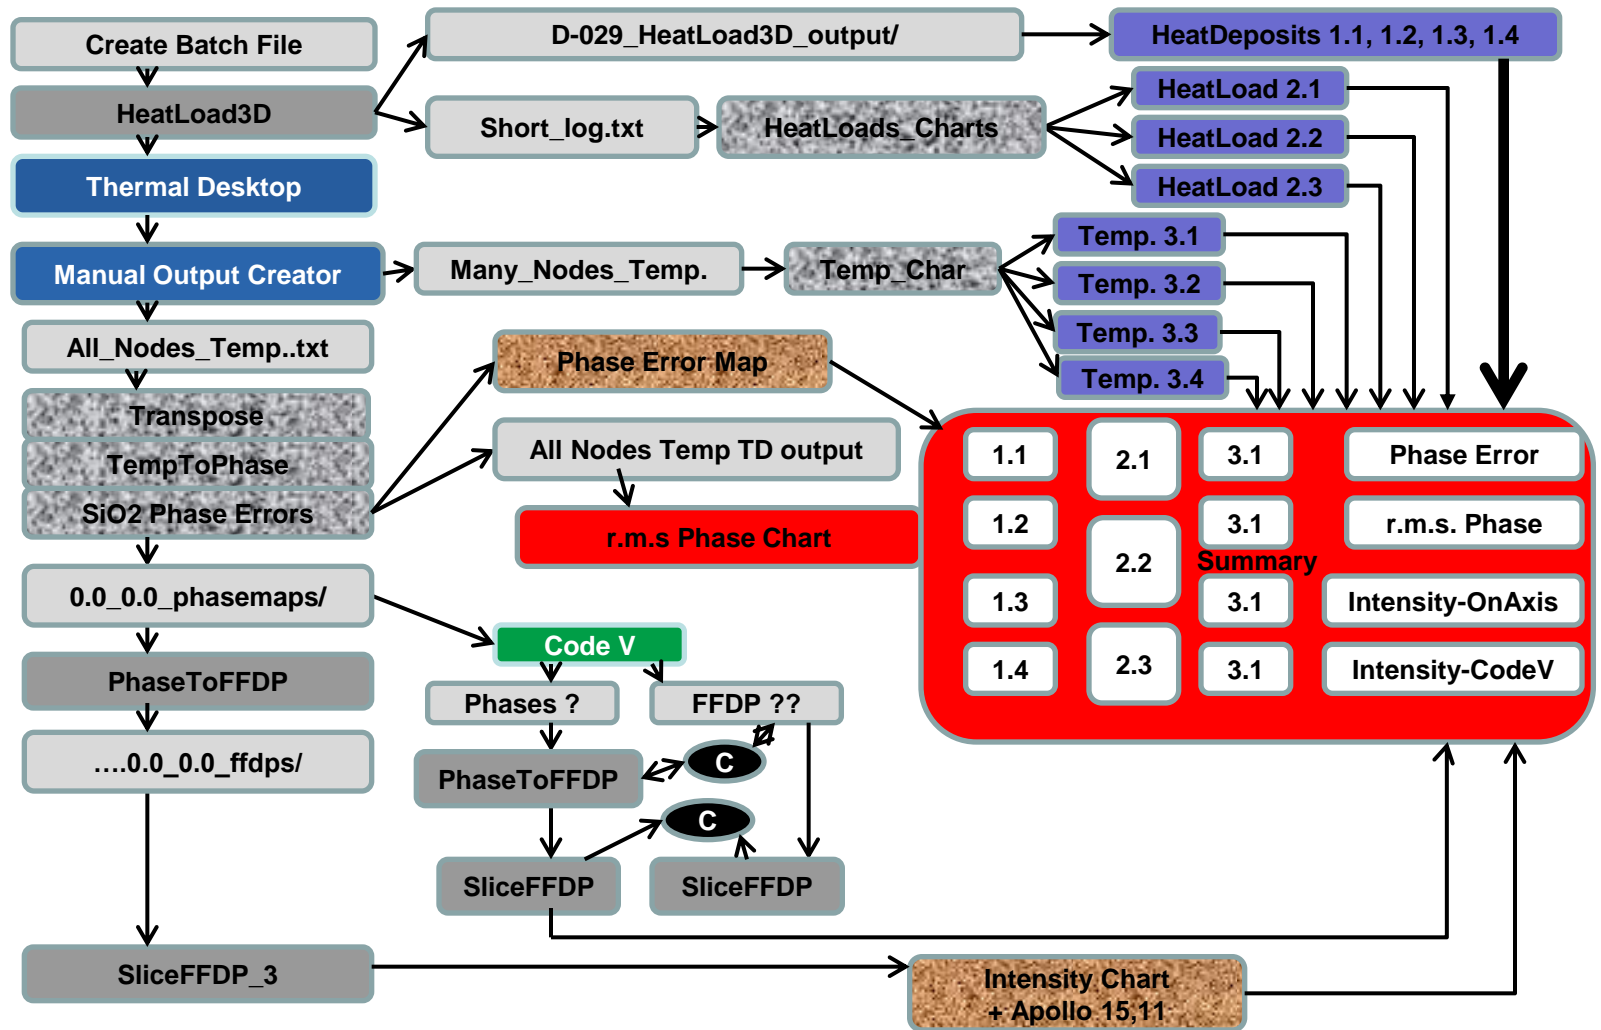 Create Batch File
D-029_HeatLoad3D_output/
HeatDeposits 1.1, 1.2, 1.3, 1.4
HeatLoad3D
Short_log.txt
HeatLoads_Charts
HeatLoad 2.1
HeatLoad 2.2
HeatLoad 2.3
Thermal Desktop
Manual Output Creator
Many_Nodes_Temp.
Temp_Char
Temp. 3.1
Temp. 3.2
Temp. 3.3
Temp. 3.4
All_Nodes_Temp..txt
Phase Error Map
Transpose
TempToPhase
SiO2 Phase Errors
All Nodes Temp TD output
r.m.s Phase Chart
1.1
2.1
3.1
Phase Error
1.2
3.1
r.m.s. Phase
2.2
Summary
1.3
3.1
Intensity-OnAxis
1.4
2.3
3.1
Intensity-CodeV
0.0_0.0_phasemaps/
Code V
PhaseToFFDP
Phases ?
FFDP ??
....0.0_0.0_ffdps/
PhaseToFFDP
C
C
SliceFFDP
SliceFFDP
SliceFFDP_3
Intensity Chart
+ Apollo 15,11